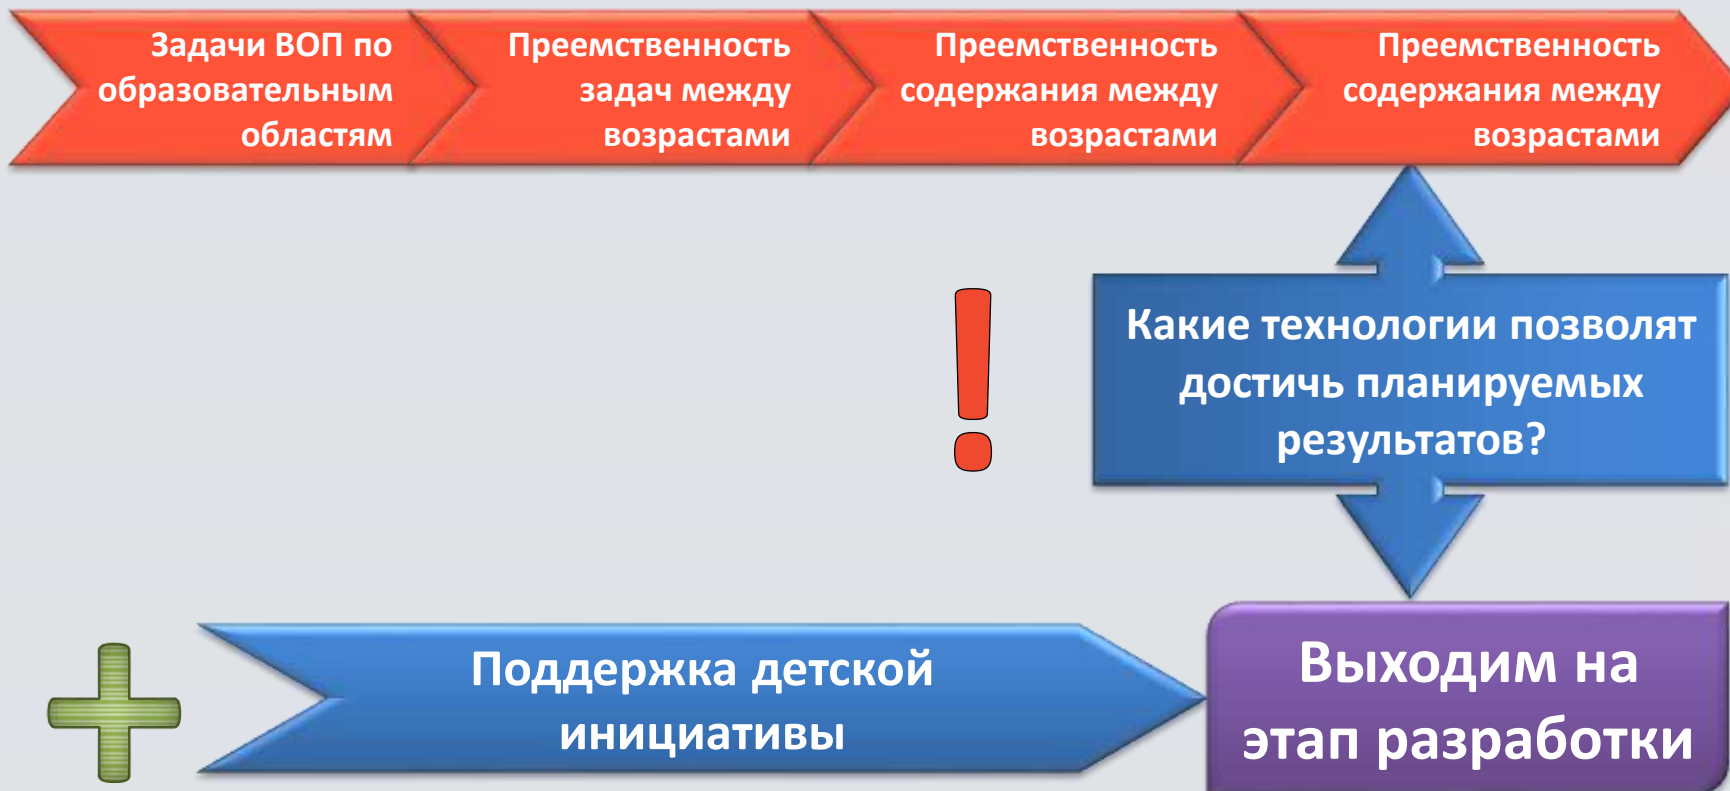 Задачи ВОП по
образовательным
областям
Преемственность
задач между
возрастами
Преемственность
содержания между
возрастами
Преемственность
содержания между
возрастами
!
Какие технологии позволят
достичь планируемых
результатов?
Поддержка детской
инициативы
Выходим на
этап разработки